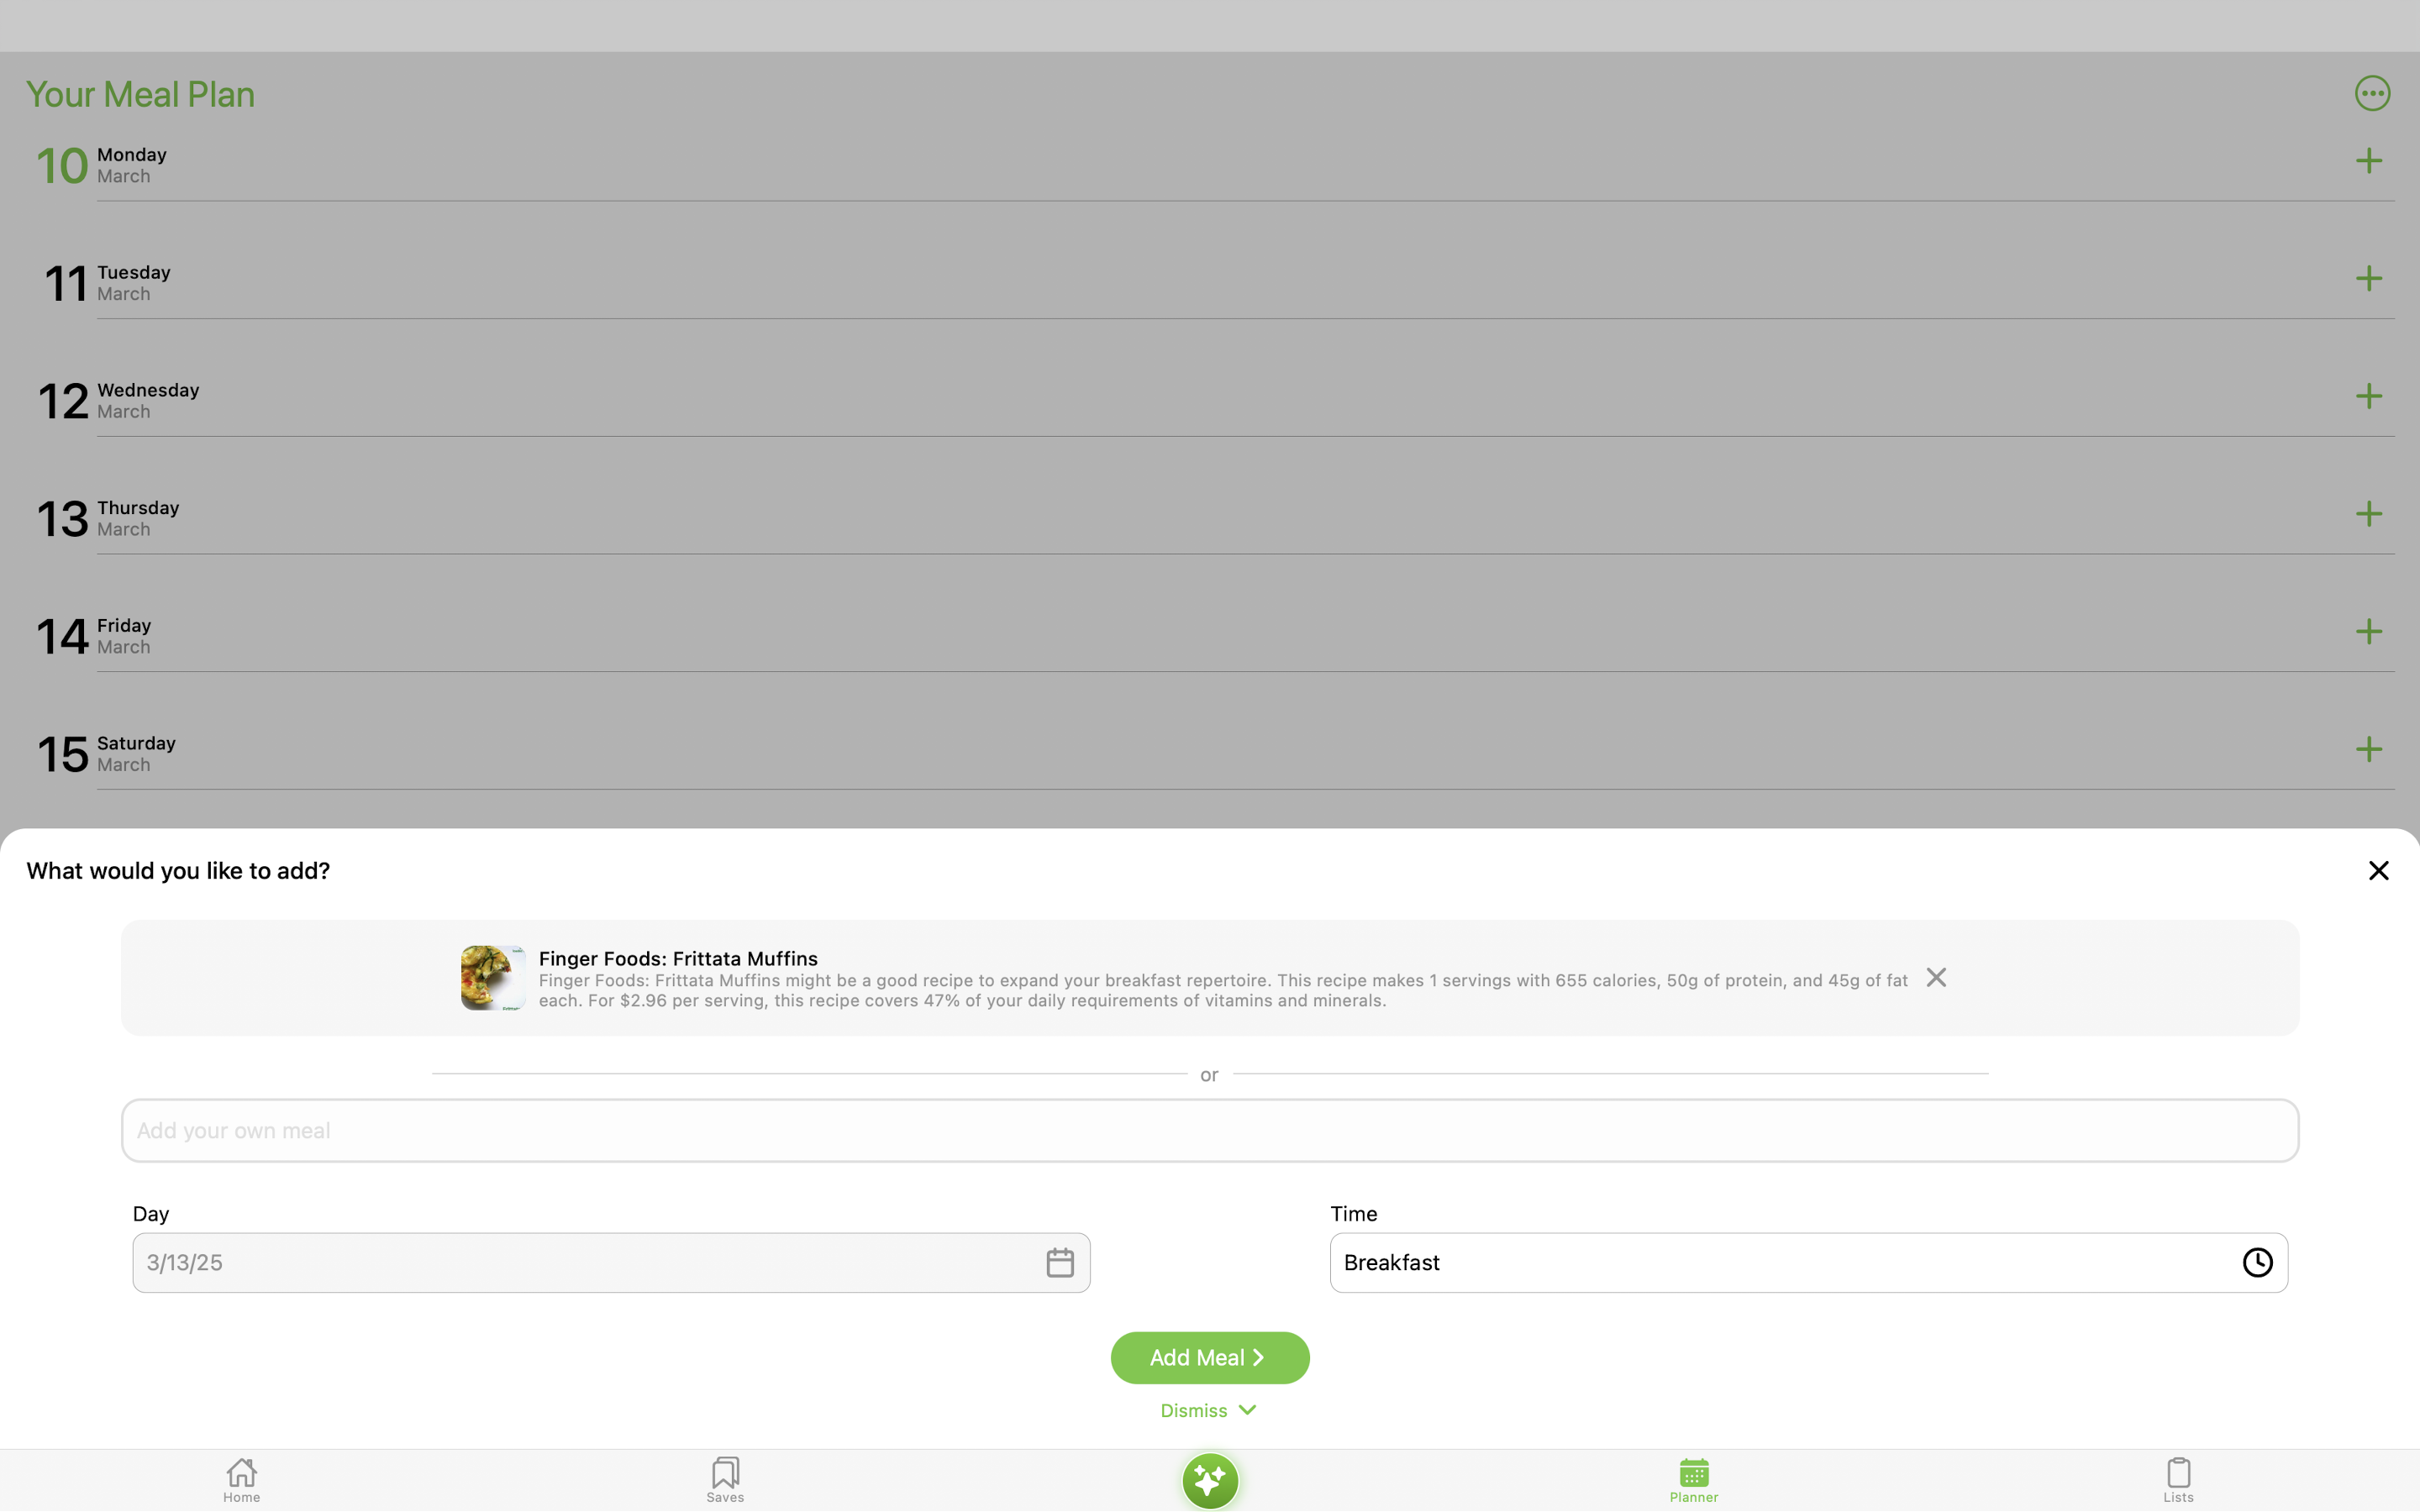 Your Meal Plan
10 Monday
March
11 Tuesday
March
12 Wednesday
March
13 Thursday
March
14 Friday
March
15 Saturday
March
What would you like to add?
Finger Foods: Frittata Muffins
Finger Foods: Frittata Muffins might be a good recipe to expand your breakfast repertoire. This recipe makes 1 servings with 655 calories, 50g of protein, and 45g of fat
each. For $2.96 per serving, this recipe covers 47% of your daily requirements of vitamins and minerals.
or
Add your own meal
Day
3/13/25
Time
Breakfast
Add Meal
Dismiss
Home
Saves
Planner
Lists